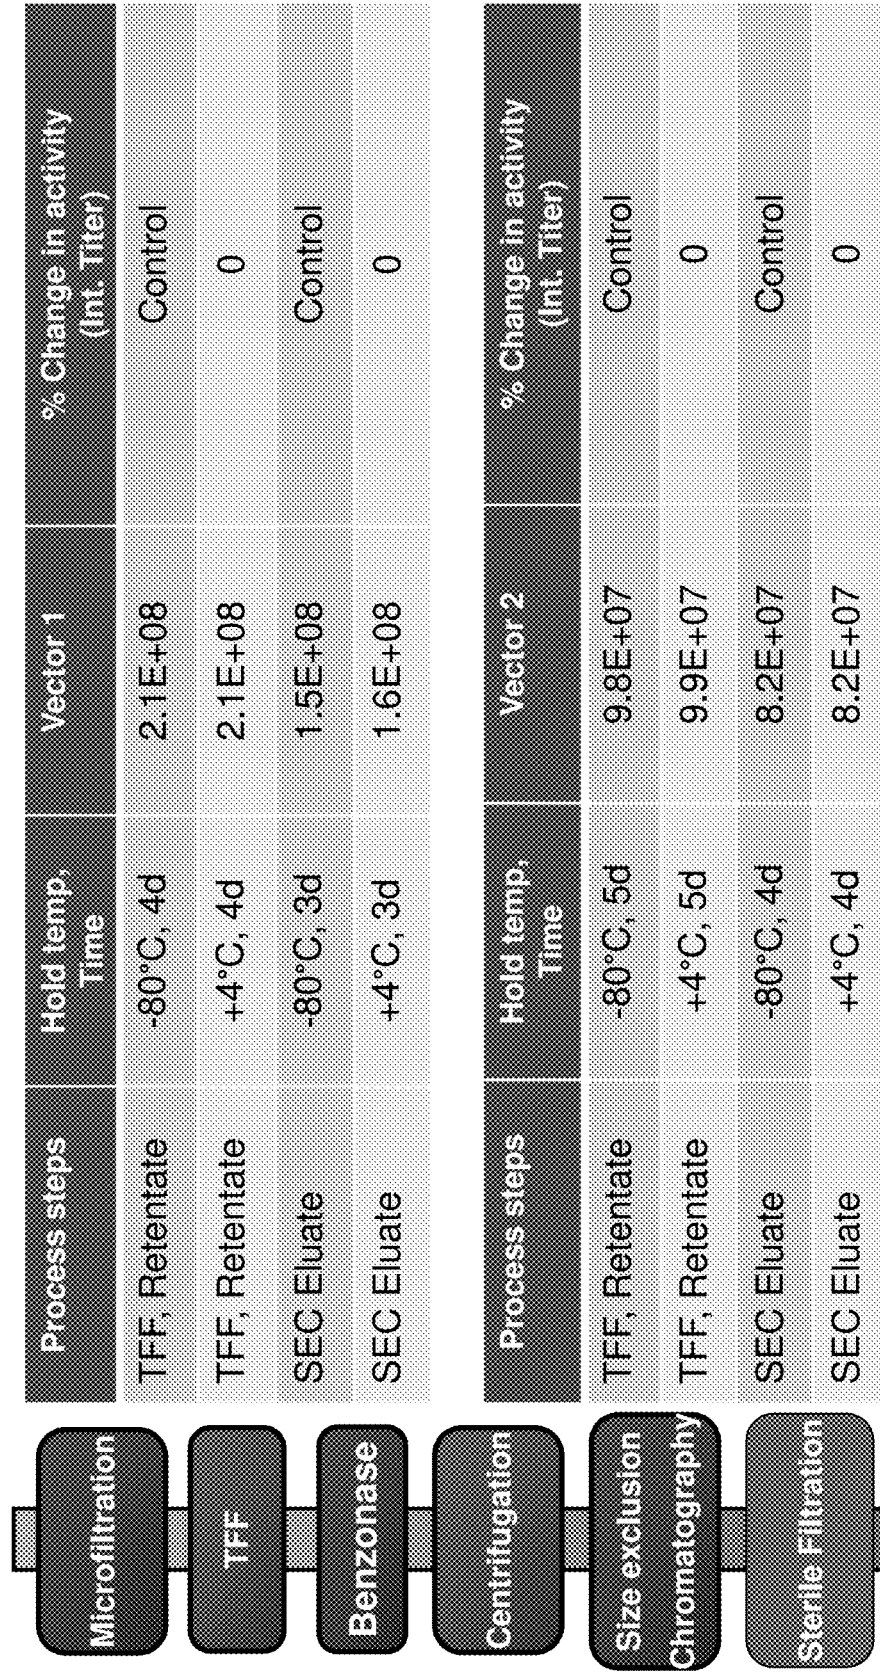 Microfiltration
TFF
Benzonase
Centrifugation
Size exclusion
Chromatography
Sterile Filtration
Process steps
Hold temp,
Time
Vector 1
% Change in activity
(Int. Titer)
TFF, Retentate
-80°C, 4d
2.1E+08
Control
TFF, Retentate
+4°C, 4d
2.1E+08
0
SEC Eluate
-80°C, 3d
1.5E+08
Control
SEC Eluate
+4°C, 3d
1.6E+08
0
Process steps
Hold temp,
Time
Vector 2
% Change in activity
(Int. Titer)
TFF, Retentate
-80°C, 5d
9.8E+07
Control
TFF, Retentate
+4°C, 5d
9.9E+07
0
SEC Eluate
-80°C, 4d
8.2E+07
Control
SEC Eluate
+4°C, 4d
8.2E+07
0